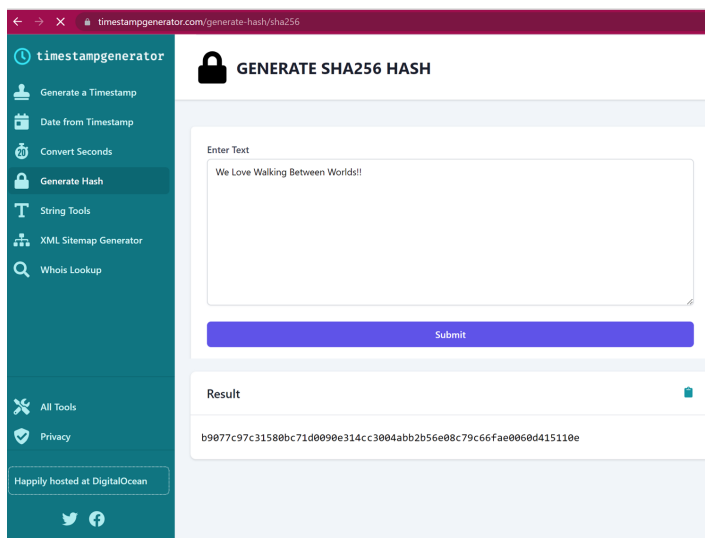 timestampgenerator.com/generate-hash/sha256
timestampgenerator
Generate a Timestamp
Date from Timestamp
20
Convert Seconds
Generate Hash
String Tools
XML Sitemap Generator
Whois Lookup
All Tools
Privacy
Happily hosted at DigitalOcean
GENERATE SHA256 HASH
Enter Text
We Love Walking Between Worlds!!
Submit
Result
b9077c97c31580bc71d0090e314cc3004abb2b56e08c79c66fae0060d415110e